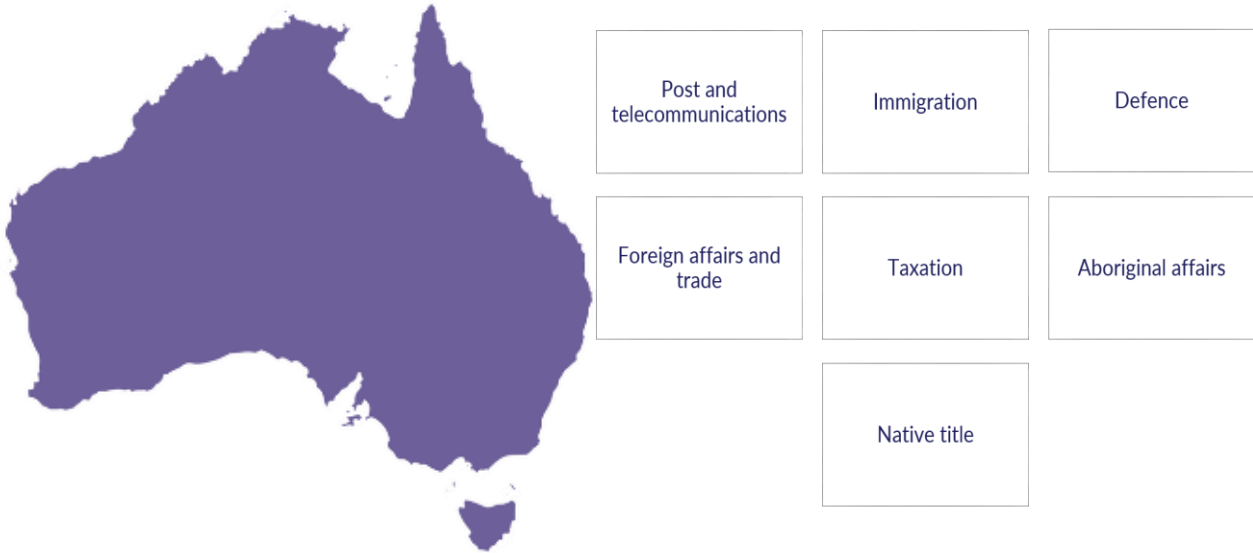 Post and
telecommunications
Immigration
Defence
Foreign affairs and
trade
Taxation
Aboriginal affairs
Native title